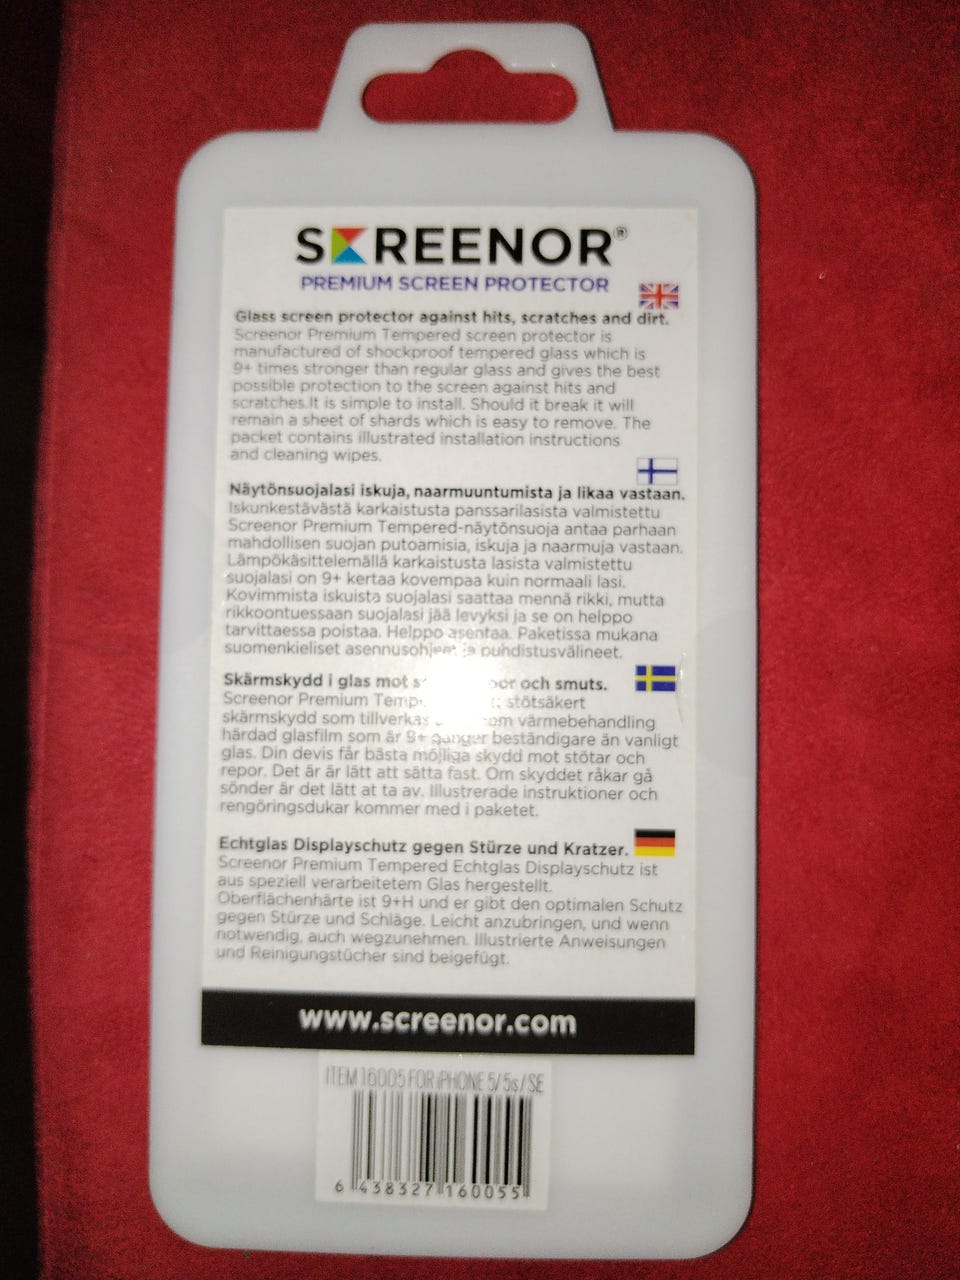 SCREENOR®
PREMIUM SCREEN PROTECTOR
Glass screen protector against hits, scratches and dirt.
Screenor Premium Tempered screen protector is
manufactured of shockproof tempered glass which is
9+ times stronger than regular glass and gives the best
possible protection to the screen against hits and
scratches.It is simple to install. Should it break it will
remain a sheet of shards which is easy to remove. The
packet contains illustrated installation instructions
and cleaning wipes.
Näytönsuojalasi iskuja, naarmuuntumista ja likaa vastaan.
Iskunkestävästä karkaistusta panssarilasista valmistettu
Screenor Premium Tempered-näytönsuoja antaa parhaan
mahdollisen suojan putoamisia, iskuja ja naarmuja vastaan.
Lämpökäsittelemällä karkaistusta lasista valmistettu
suojalasi on 9+ kertaa kovempaa kuin normaali lasi.
Kovimmista iskuista suojalasi saattaa mennä rikki, mutta
rikkoontuessaan suojalasi jää levyksi ja se on helppo
tarvittaessa poistaa. Helppo asentaa. Paketissa mukana
suomenkieliset asennusohjeet ja puhdistusvälineet.
Skärmskydd i glas mot och smuts.
Screenor Premium stötsäkert
skärmskydd som värmebehandling
härdad glasfilm som är 9+ gånger beständigare än vanligt
glas. Din devis får bästa möjliga skydd mot stötar och
repor. Det är är lätt att sätta fast. Om skyddet råkar gå
sönder är det lätt at ta av. Illustrerade instruktioner och
rengöringsdukar kommer med i paketet.
Echtglas Displayschutz gegen Stürze und Kratzer.
Screenor Premium Tempered Echtglas Displayschutz ist
aus speziell verarbeitetem Glas hergestellt.
Oberflächenhärte ist 9+H und er gibt den optimalen Schutz
gegen Stürze und Schläge. Leicht anzubringen, und wenn
notwendig, auch wegzunehmen. Illustrierte Anweisungen
und Reinigungstücher sind beigefügt.
www.screenor.com
ITEM 16005 FOR iPHONE 5/5s/SE
6 438327 160055